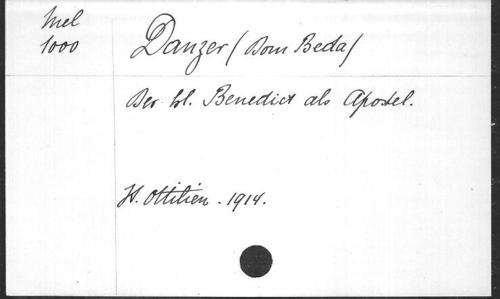 Mel
1000
Danzer (Dom Beda)
Der hl. Benedict als Apostel.
St. Ottilien. 1914.